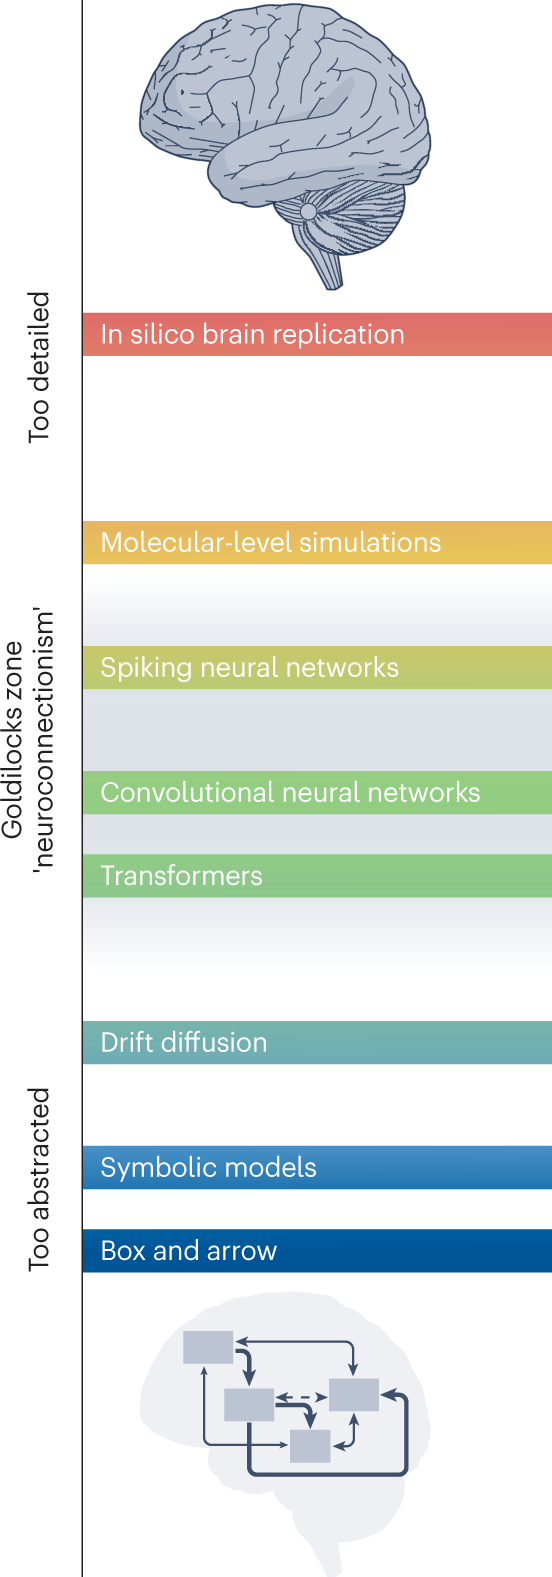 Too detailed
In silico brain replication
Molecular-level simulations
Goldilocks zone
'neuroconnectionism'
Spiking neural networks
Convolutional neural networks
Transformers
Drift diffusion
Too abstracted
Symbolic models
Box and arrow